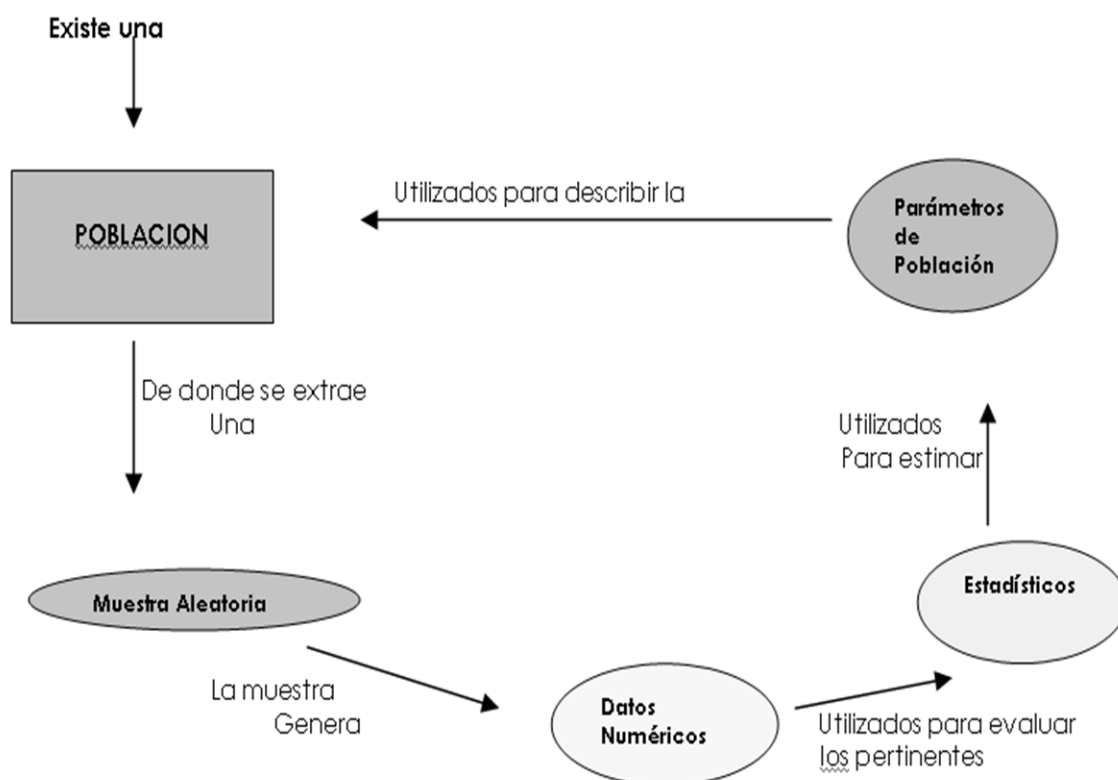 Existe una
POBLACION
De donde se extrae
Una
Muestra Aleatoria
La muestra
Genera
Datos
Numéricos
Utilizados para evaluar
los pertinentes
Estadísticos
Utilizados
Para estimar
Parámetros
de
Población
Utilizados para describir la